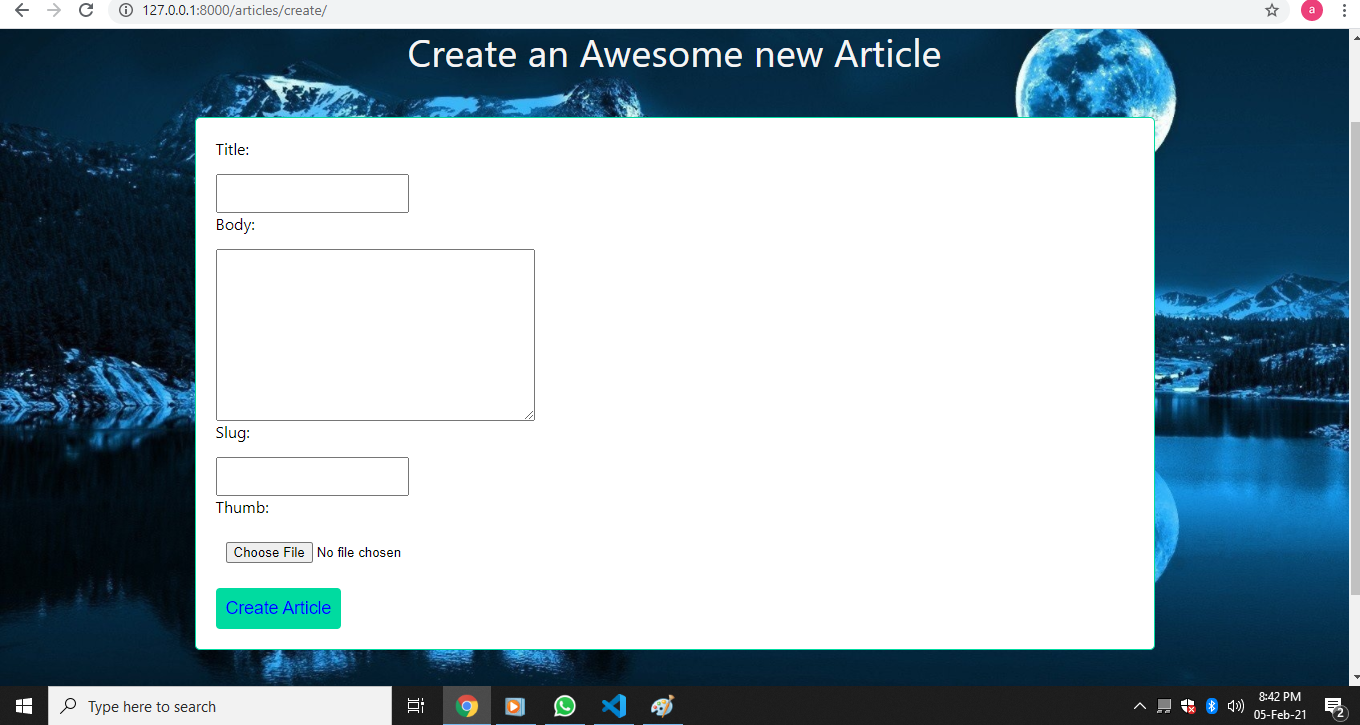 127.0.0.1:8000/articles/create/
a
Create an Awesome new Article
Title:
Body:
Slug:
Thumb:
Choose File No file chosen
Create Article
Type here to search
8:42 PM
05-Feb-21
2